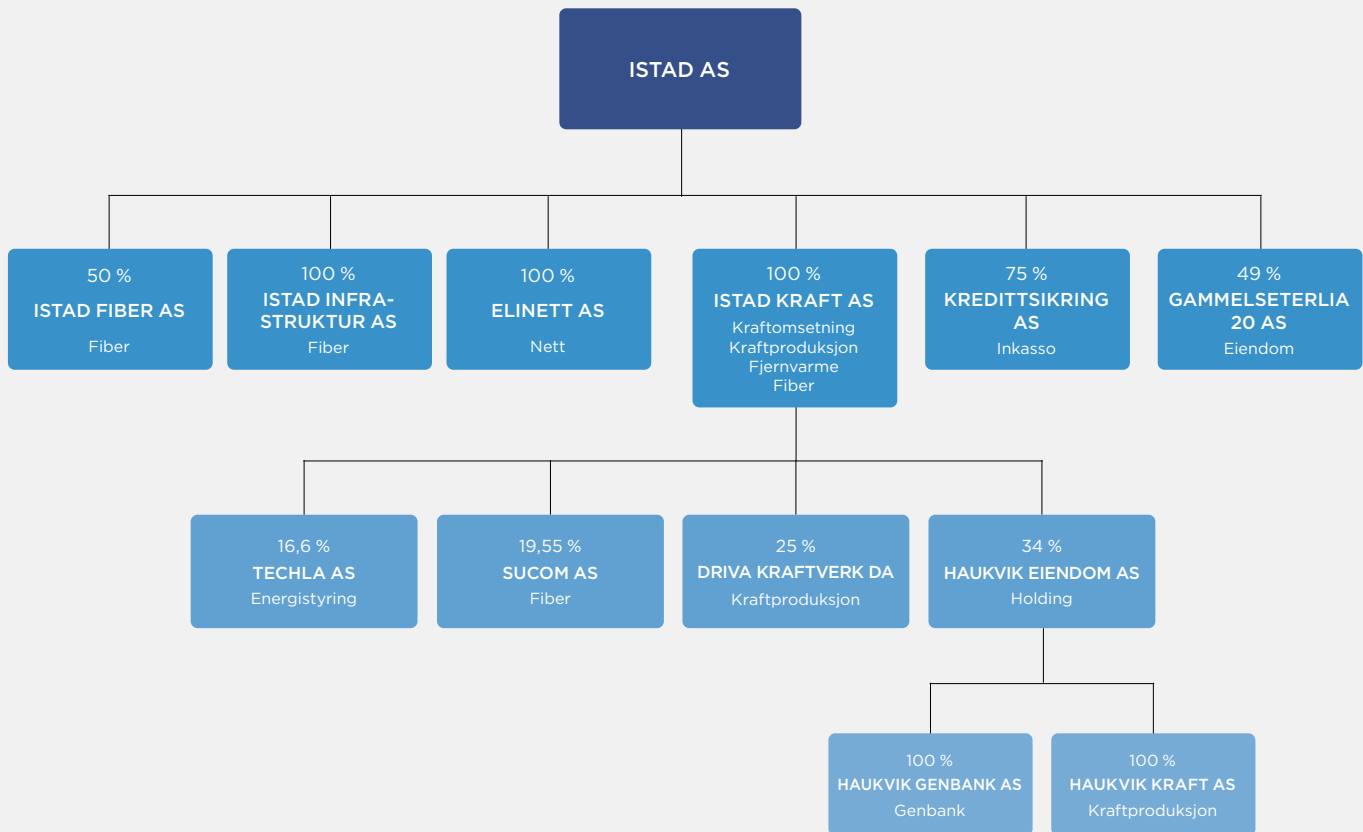 ISTAD AS
50 %
ISTAD FIBER AS
Fiber
100 %
ISTAD INFRA-
STRUKTUR AS
Fiber
100 %
ELINETT AS
Nett
100 %
ISTAD KRAFT AS
Kraftomsetning
Kraftproduksjon
Fjernvarme
Fiber
75 %
KREDITTSIKRING
AS
Inkasso
49 %
GAMMELSETERLIA
20 AS
Eiendom
16,6 %
TECHLA AS
Energistyring
19,55 %
SUCOM AS
Fiber
25 %
DRIVA KRAFTVERK DA
Kraftproduksjon
34 %
HAUKVIK EIENDOM AS
Holding
100 %
HAUKVIK GENBANK AS
Genbank
100 %
HAUKVIK KRAFT AS
Kraftproduksjon